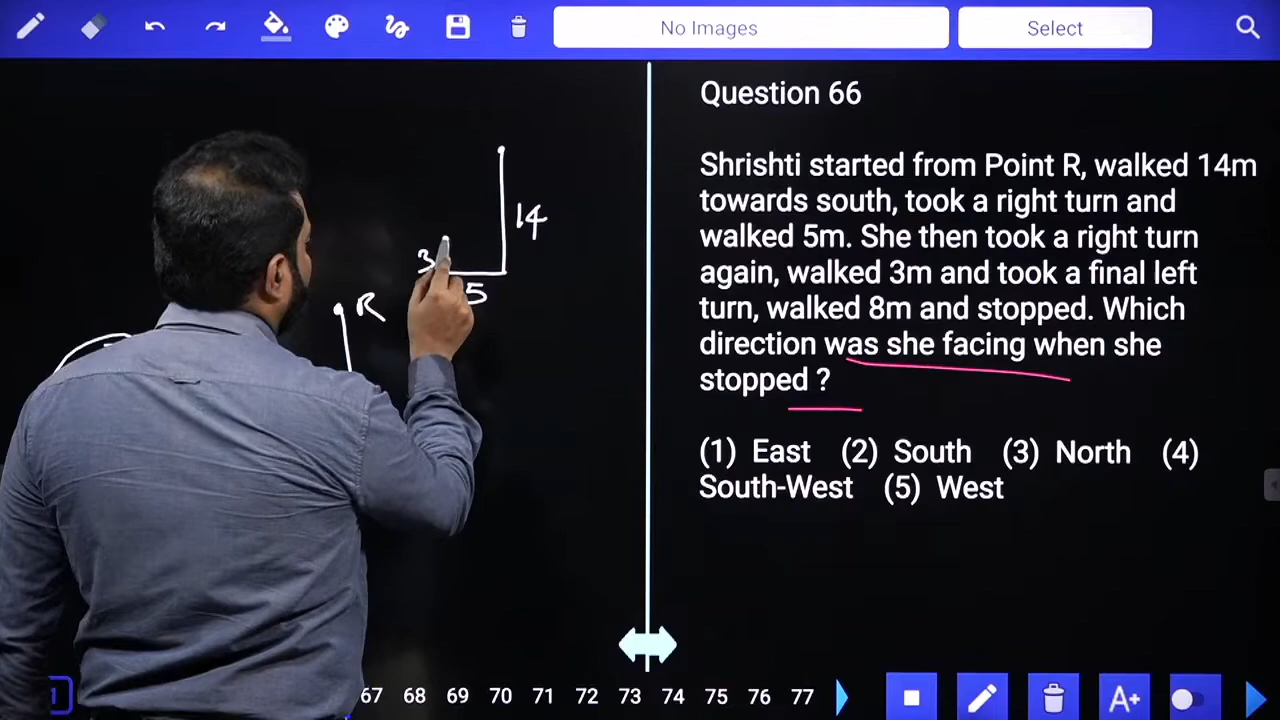 No Images
Select
Question 66
Shrishti started from Point R, walked 14m
towards south, took a right turn and
walked 5m. She then took a right turn
again, walked 3m and took a final left
turn, walked 8m and stopped. Which
direction was she facing when she
stopped ?
(1) East (2) South (3) North (4)
South-West (5) West
14
3
5
R
67 68 69 70 71 72 73 74 75 76 77
A+